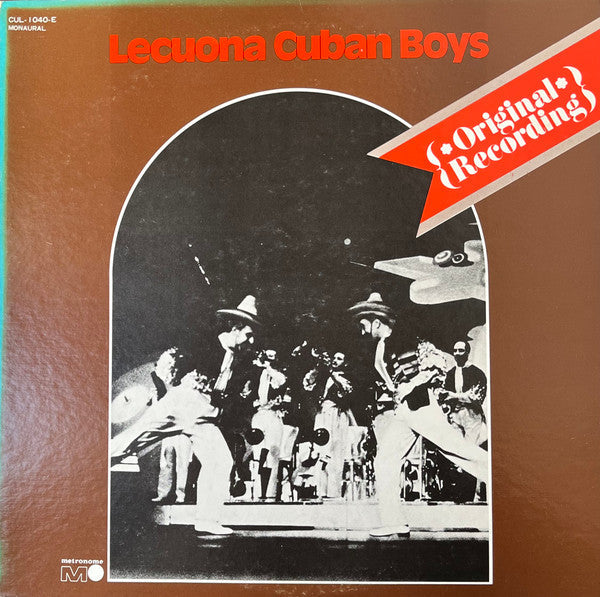 CUL-1040-E
MONAURAL
Lecuona Cuban Boys
*Original*
Recording
metronome